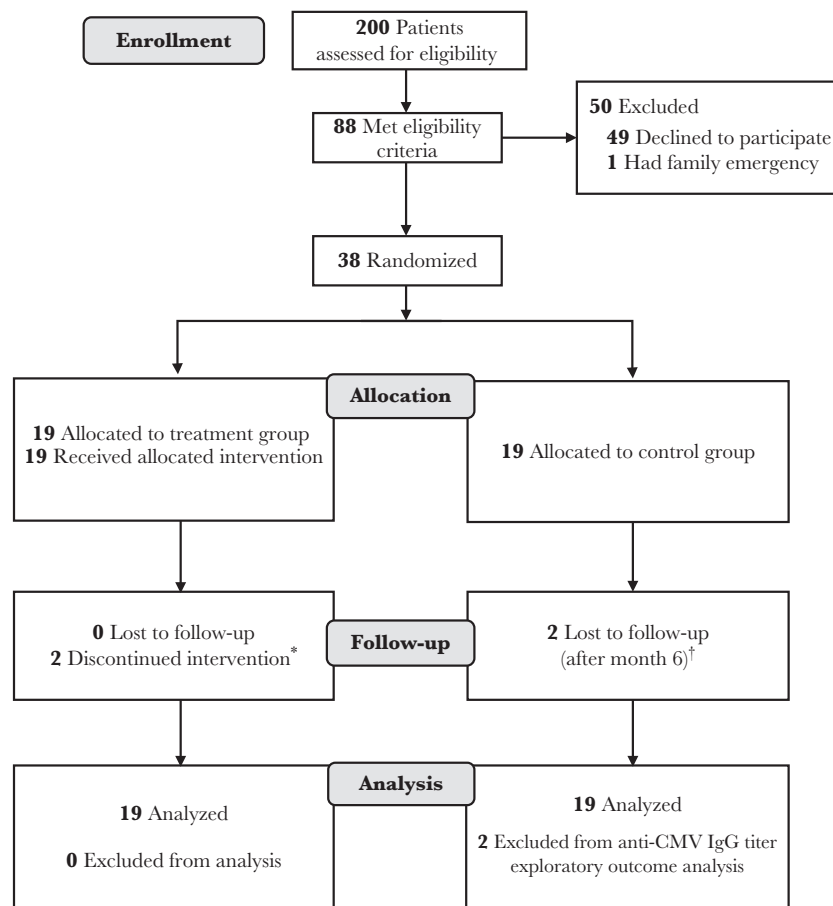 Enrollment
200 Patients
assessed for eligibility
88 Met eligibility
criteria
50 Excluded
49 Declined to participate
1 Had family emergency
38 Randomized
Allocation
19 Allocated to treatment group
19 Received allocated intervention
19 Allocated to control group
Follow-up
0 Lost to follow-up
2 Discontinued intervention*
2 Lost to follow-up
(after month 6)†
Analysis
19 Analyzed
0 Excluded from analysis
19 Analyzed
2 Excluded from anti-CMV IgG titer
exploratory outcome analysis